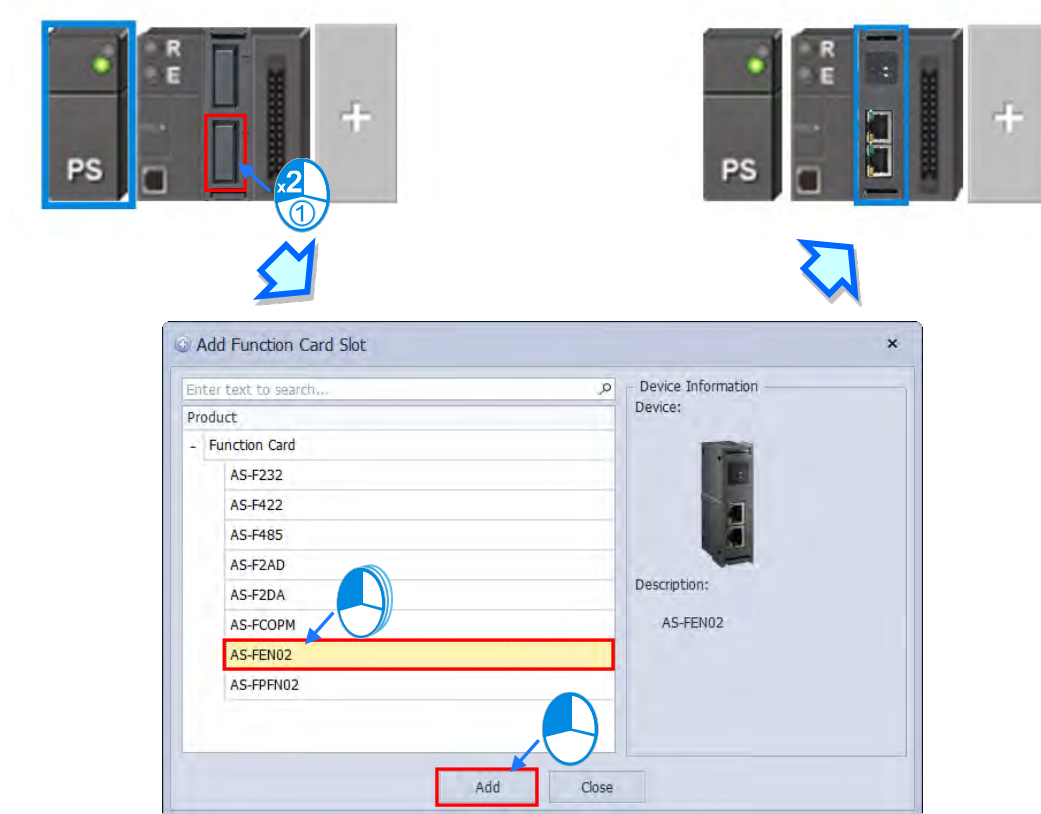 R
E
PS
+
x2
①
R
E
PS
+
Add Function Card Slot
×
Enter text to search...
Product
- Function Card
AS-F232
AS-F422
AS-F485
AS-F2AD
AS-F2DA
AS-FCOPM
AS-FEN02
AS-FPFN02
Device Information
Device:
Description:
AS-FEN02
Add
Close